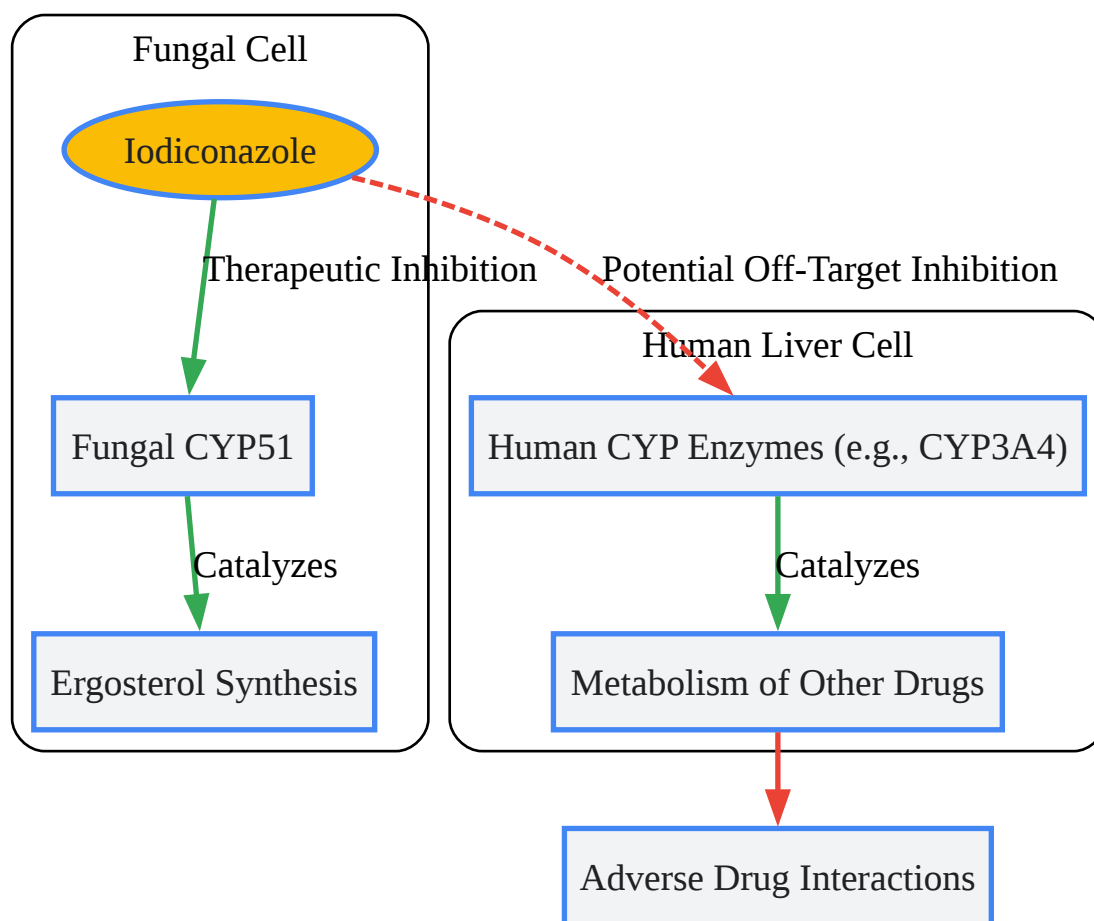 Fungal Cell
Iodiconazole
Therapeutic Inhibition
Potential Off-Target Inhibition
Human Liver Cell
Fungal CYP51
Human CYP Enzymes (e.g., CYP3A4)
Catalyzes
Catalyzes
Ergosterol Synthesis
Metabolism of Other Drugs
Adverse Drug Interactions